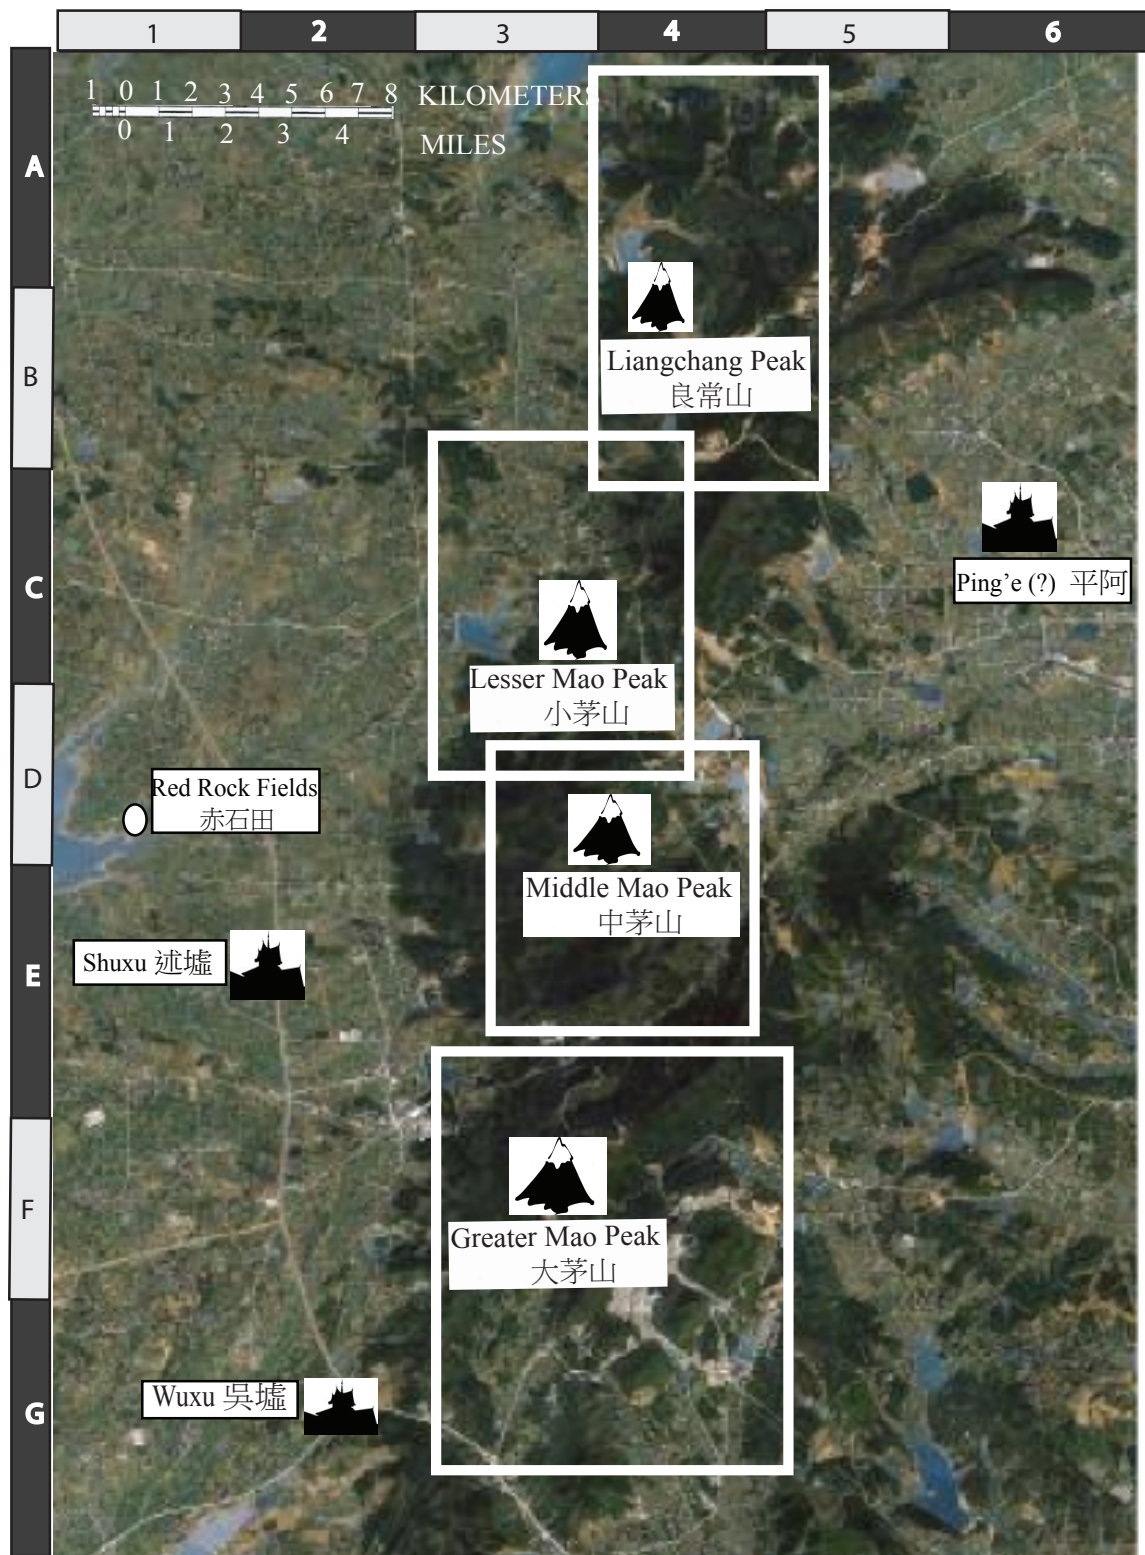 1 2 3 4 5 6
A
B
C
D
E
F
G
1 0 1 2 3 4 5 6 7 8 KILOMETERS
0 1 2 3 4 MILES
Liangchang Peak
良常山
Ping’e (?) 平阿
Lesser Mao Peak
小茅山
Red Rock Fields
赤石田
Middle Mao Peak
中茅山
Shuxu 述墟
Greater Mao Peak
大茅山
Wuxu 吳墟